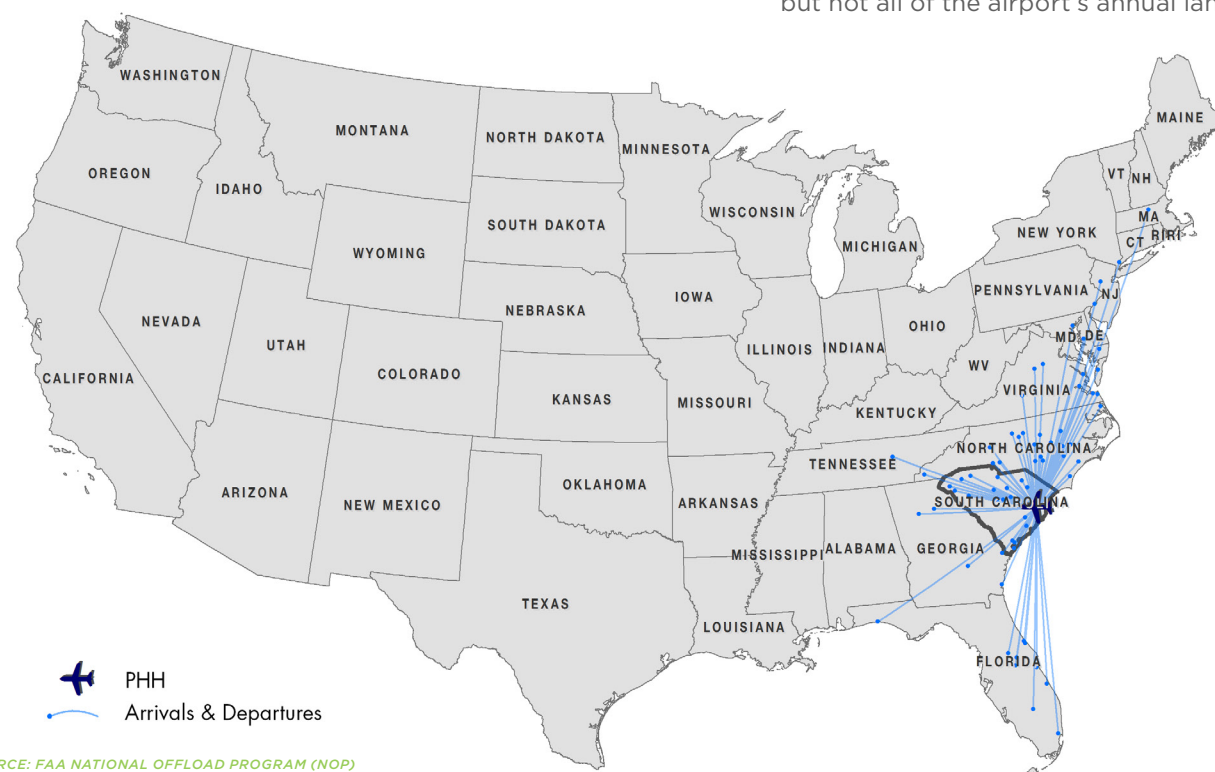 but not all of the airport's annual
WASHINGTON
MAINE
MONTANA
NORTH DAKOTA
MINNESOTA
OREGON
VT
NH
IDAHO
WISCONSIN
MA
SOUTH DAKOTA
NEW YORK
CT
RI
RI
MICHIGAN
WYOMING
PENNSYLVANIA
NJ
IOWA
NEBRASKA
NEVADA
OHIO
MD
DE
UTAH
ILLINOIS
INDIANA
WV
COLORADO
CALIFORNIA
VIRGINIA
KANSAS
MISSOURI
KENTUCKY
NORTH CAROLINA
TENNESSEE
OKLAHOMA
ARIZONA
NEW MEXICO
ARKANSAS
SOUTH CAROLINA
MISSISSIPPI
ALABAMA
GEORGIA
TEXAS
LOUISIANA
FLORIDA
PHH
Arrivals & Departures
RCE: FAA NATIONAL OFFLOAD PROGRAM (NOP)